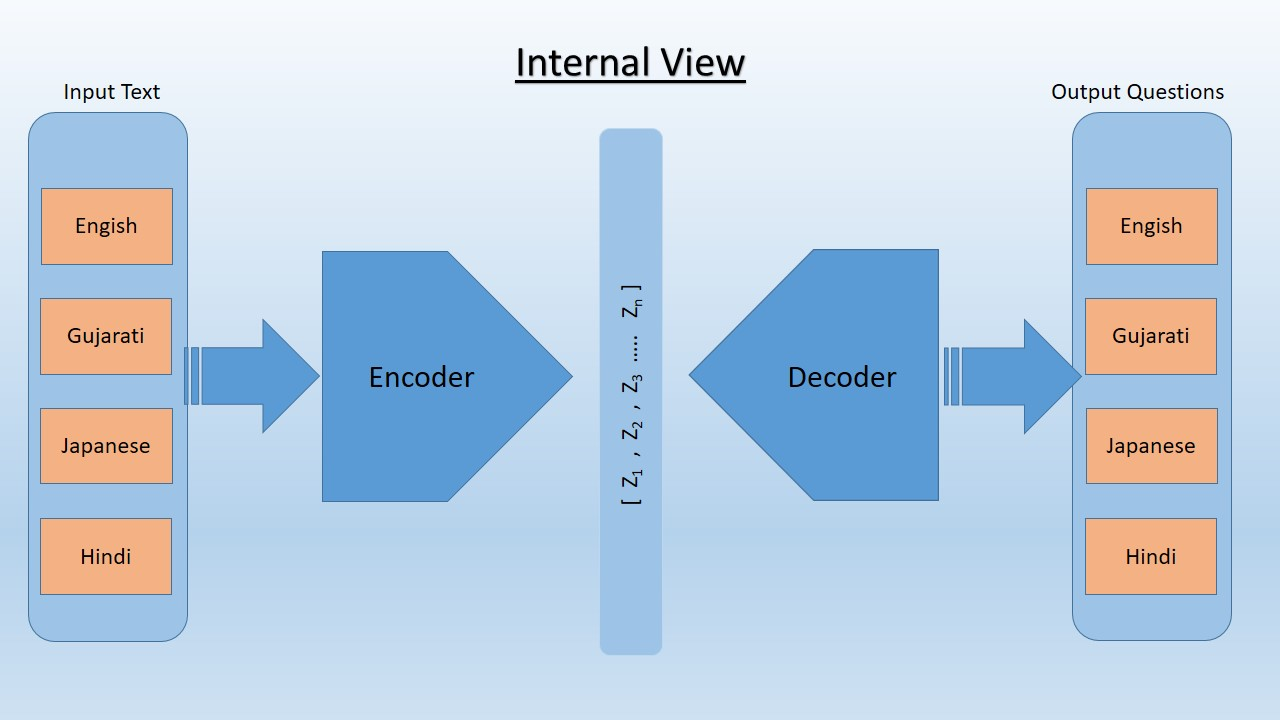 Internal View
Input Text
Output Questions
Engish
Gujarati
Japanese
Hindi
Encoder
[ Z1 , Z2 , Z3 ..... Zn ]
Decoder
Engish
Gujarati
Japanese
Hindi